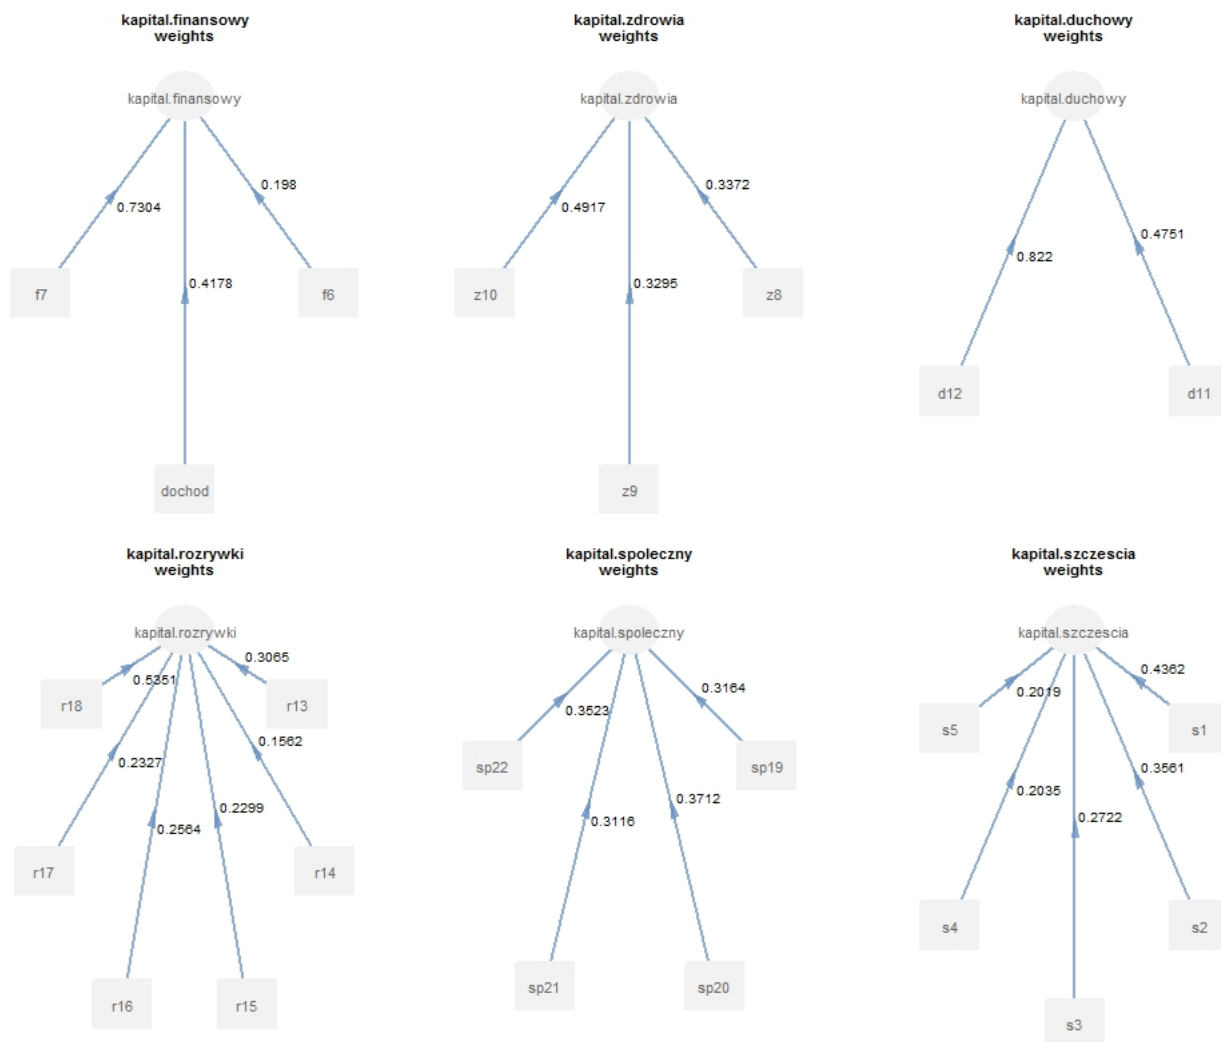 kapital.finansowy
weights
kapital.finansowy
0.198
0.7304
f7
0.4178
f6
dochod
kapital.zdrowia
weights
kapital.zdrowia
0.3372
0.4917
z10
0.3295
z8
z9
kapital.duchowy
weights
kapital.duchowy
0.4751
0.822
d12
d11
kapital.rozrywki
weights
kapital.rozrywki
0.3065
0.5351
r18
r13
0.1562
0.2327
0.2299
0.2564
r17
r14
r16
r15
kapital.spoleczny
weights
kapital.spoleczny
0.3164
0.3523
sp22
sp19
0.3712
0.3116
sp21
sp20
kapital.szczescia
weights
kapital.szczescia
0.4362
0.2019
s5
s1
0.3561
0.2035
0.2722
s4
s2
s3